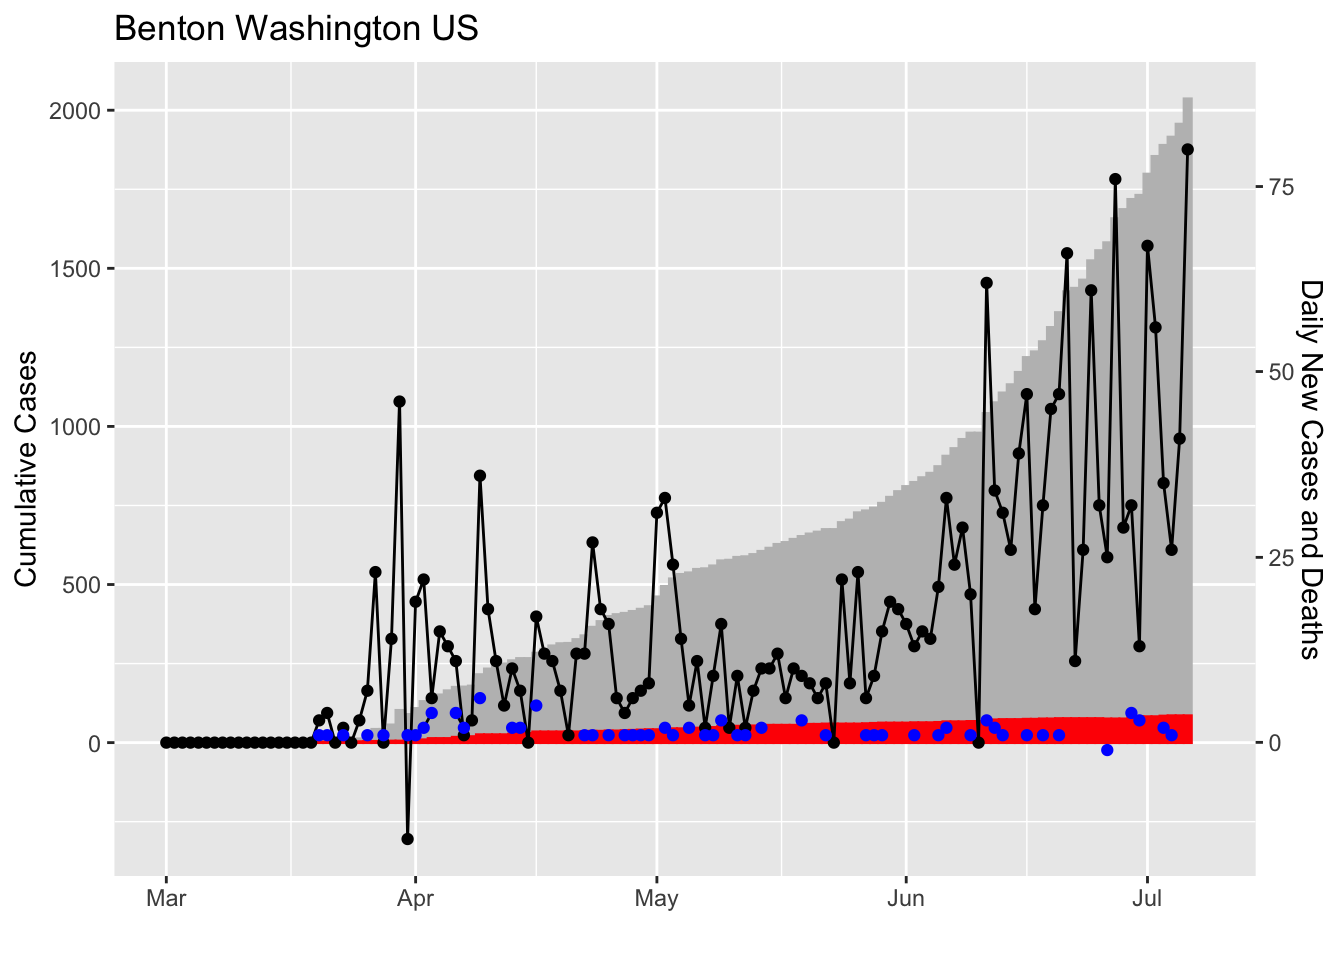 Benton Washington US
2000
1500
1000
500
0
Cumulative Cases
75
50
25
0
Daily New Cases and Deaths
Mar
Apr
May
Jun
Jul